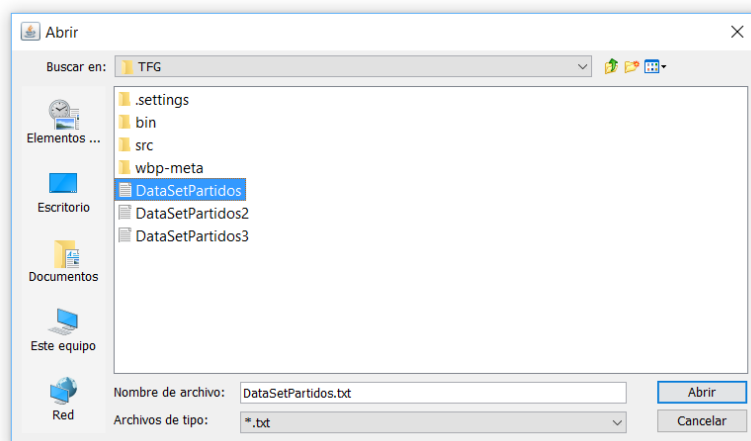 Abrir
Buscar en: TFG
Elementos ...
Escritorio
Documentos
Este equipo
Red
.settings
bin
src
wbp-meta
DataSetPartidos
DataSetPartidos2
DataSetPartidos3
Nombre de archivo: DataSetPartidos.txt Abrir
Archivos de tipo: *.txt Cancelar